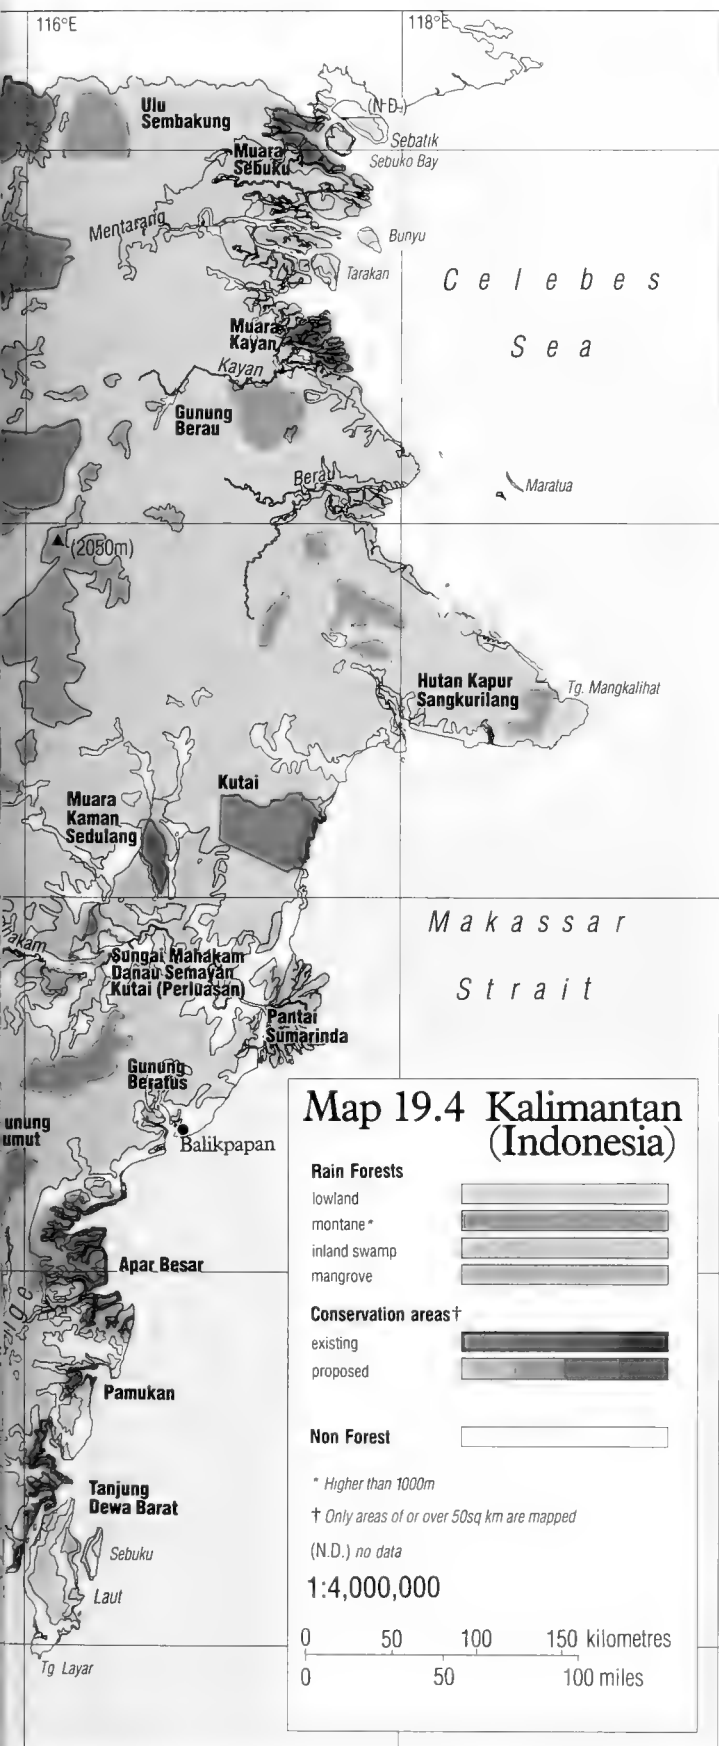 116°E
118°E
Ulu
Sembakung
(N.D.)
Sebatik
Muara
Sebuku
Sebuko Bay
Mentarang
Bunyu
Tarakan
Celebes
Sea
Muara
Kayan
Kayan
Gunung
Berau
Berau
Maratua
(2050m)
Hutan Kapur
Sangkurilang
Tg. Mangkalihat
Kutai
Muara
Kaman
Sedulang
Makassar
Strait
Sungai Mahakam
Danau Semayan
Kutai (Perluasan)
Pantai
Sumarinda
Gunung
Beratus
unung
umut
Balikpapan
Apar Besar
Pamukan
Tanjung
Dewa Barat
Sebuku
Laut
Tg Layar
Map 19.4 Kalimantan
(Indonesia)
Rain Forests
lowland
montane*
inland swamp
mangrove
Conservation areas†
existing
proposed
Non Forest
* Higher than 1000m
† Only areas of or over 50sq km are mapped
(N.D.) no data
1:4,000,000
0 50 100 150 kilometres
0 50 100 miles